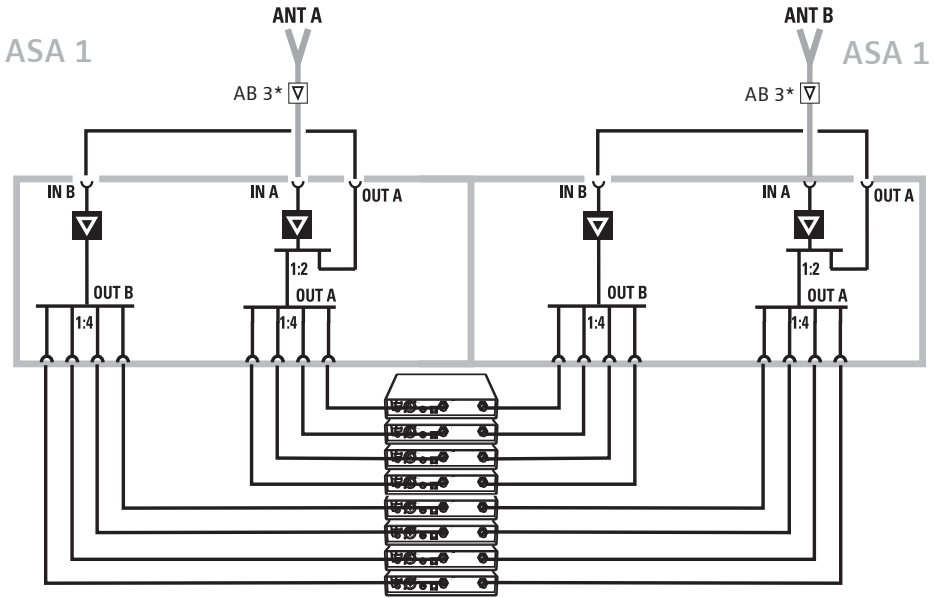 ANT A
ANT B
ASA 1
ASA 1
AB 3*
AB 3*
IN B
IN A
OUT A
IN B
IN A
OUT A
1:2
1:2
OUT B
OUT A
OUT B
OUT A
1:4
1:4
1:4
1:4